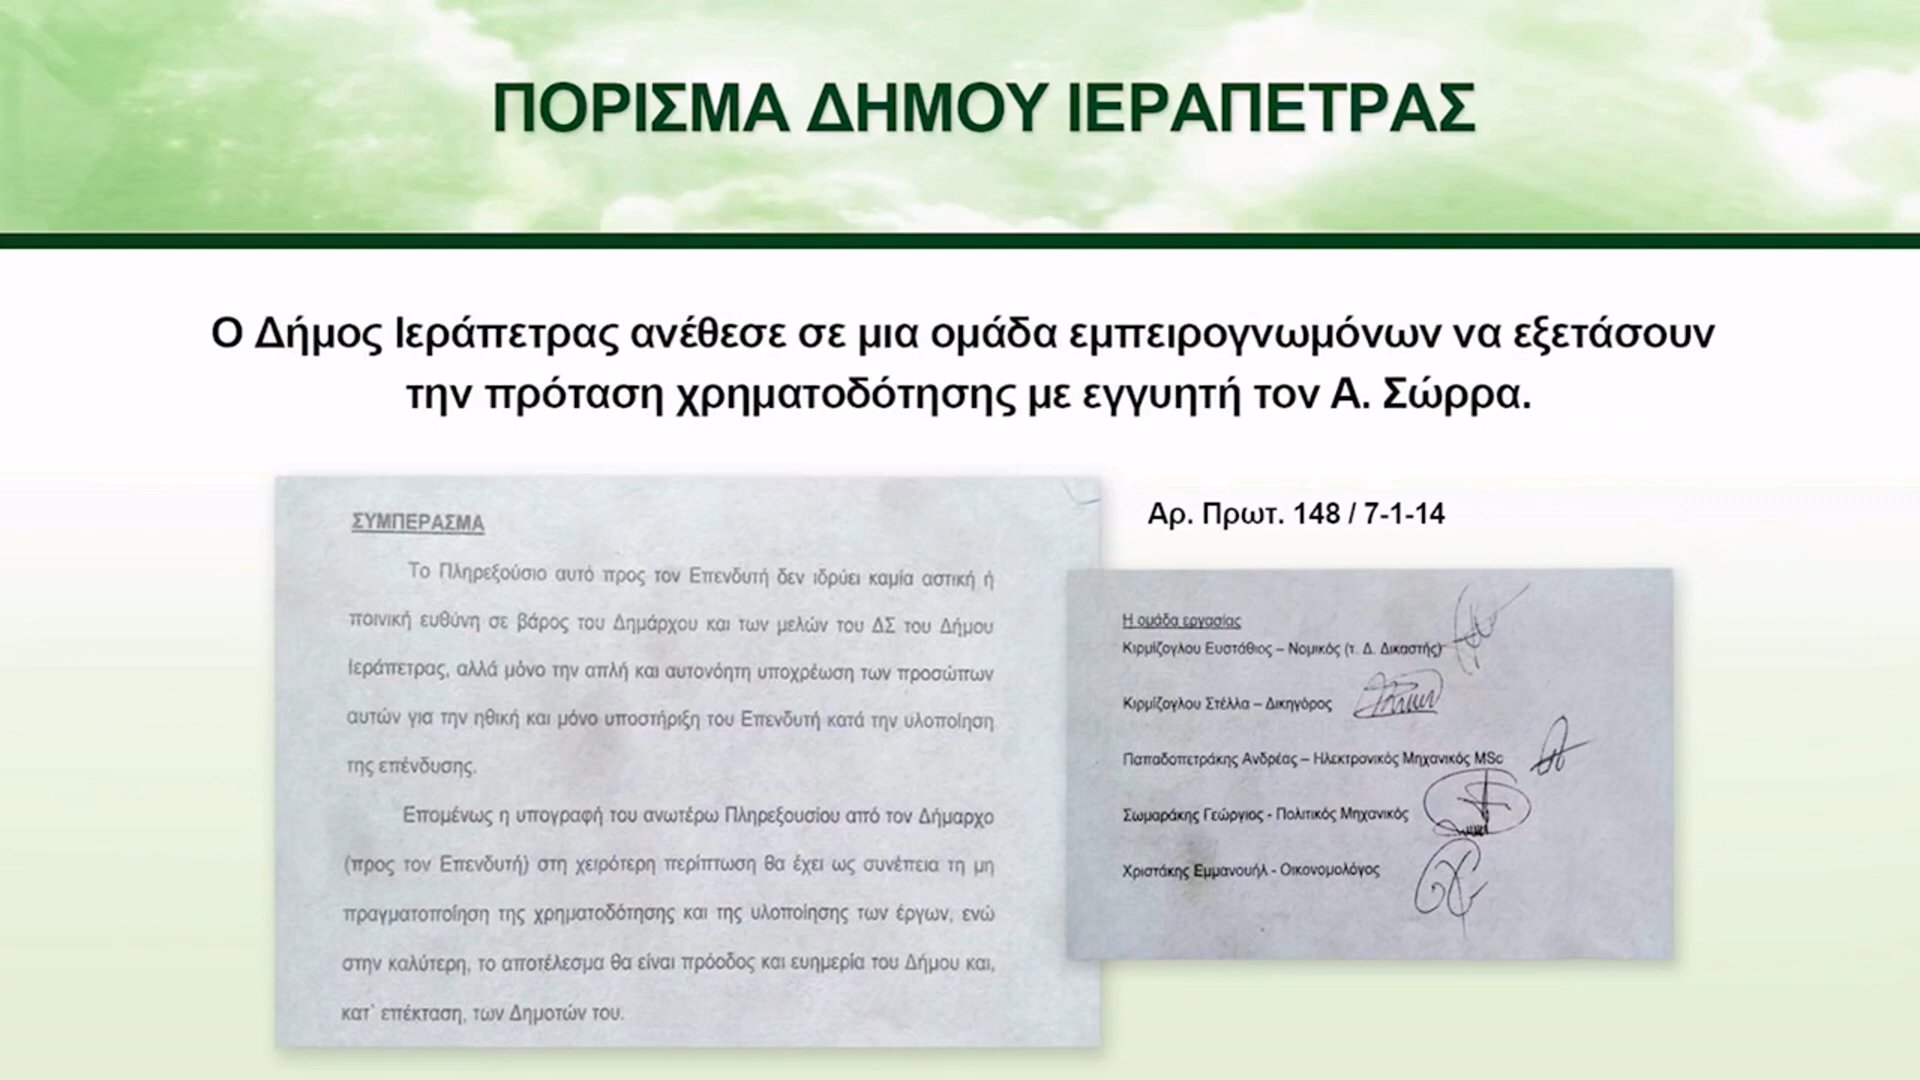 ΠΟΡΙΣΜΑ ΔΗΜΟΥ ΙΕΡΑΠΕΤΡΑΣ
Ο Δήμος Ιεράπετρας ανέθεσε σε μια ομάδα εμπειρογνωμόνων να εξετάσουν
την πρόταση χρηματοδότησης με εγγυητή τον Α. Σώρρα.
ΣΥΜΠΕΡΑΣΜΑ
Το Πληρεξούσιο αυτό προς τον Επενδυτή δεν ιδρύει καμία αστική ή
ποινική ευθύνη σε βάρος του Δημάρχου και των μελών του ΔΣ του Δήμου
Ιεράπετρας, αλλά μόνο την απλή και αυτονόητη υποχρέωση των προσώπων
αυτών για την ηθική και μόνο υποστήριξη του Επενδυτή κατά την υλοποίηση
της επένδυσης.
Επομένως η υπογραφή του ανωτέρω Πληρεξουσίου από τον Δήμαρχο
(προς τον Επενδυτή) στη χειρότερη περίπτωση θα έχει ως συνέπεια τη μη
πραγματοποίηση της χρηματοδότησης και της υλοποίησης των έργων, ενώ
στην καλύτερη, το αποτέλεσμα θα είναι πρόοδος και ευημερία του Δήμου και,
κατ΄ επέκταση, των Δημοτών του.
Αρ. Πρωτ. 148 / 7-1-14
Η ομάδα εργασίας
Κιρμίζογλου Ευστάθιος – Νομικός (τ. Δ. Δικαστής)
Κιρμίζογλου Στέλλα – Δικηγόρος
Παπαδοπετράκης Ανδρέας – Ηλεκτρονικός Μηχανικός MSc
Σωμαράκης Γεώργιος - Πολιτικός Μηχανικός
Χριστάκης Εμμανουήλ - Οικονομολόγος